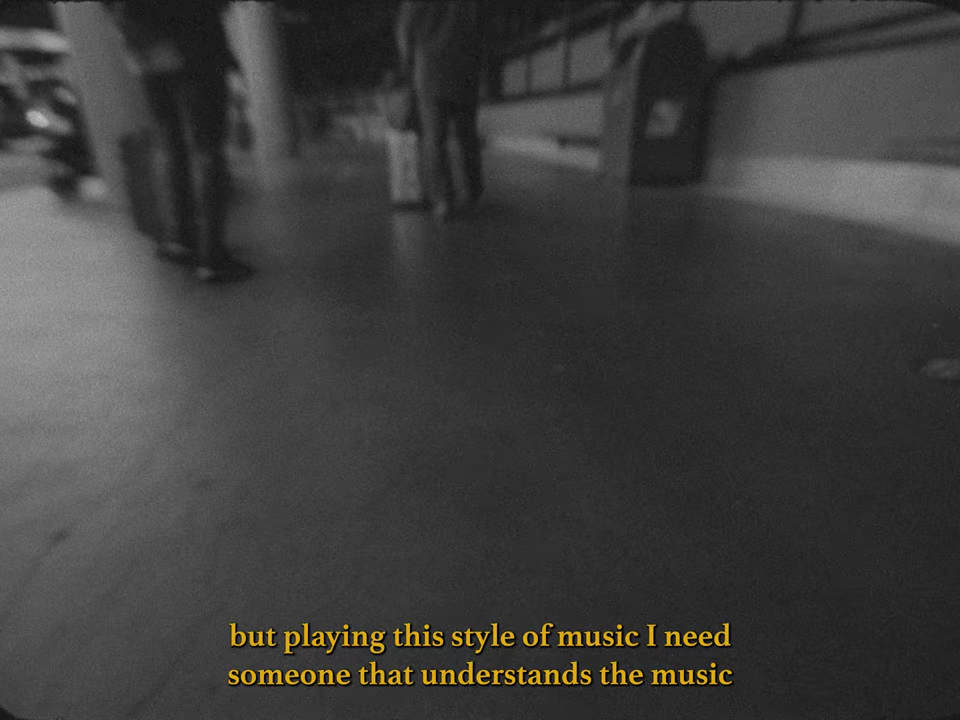 but playing this style of music I need
someone that understands the music